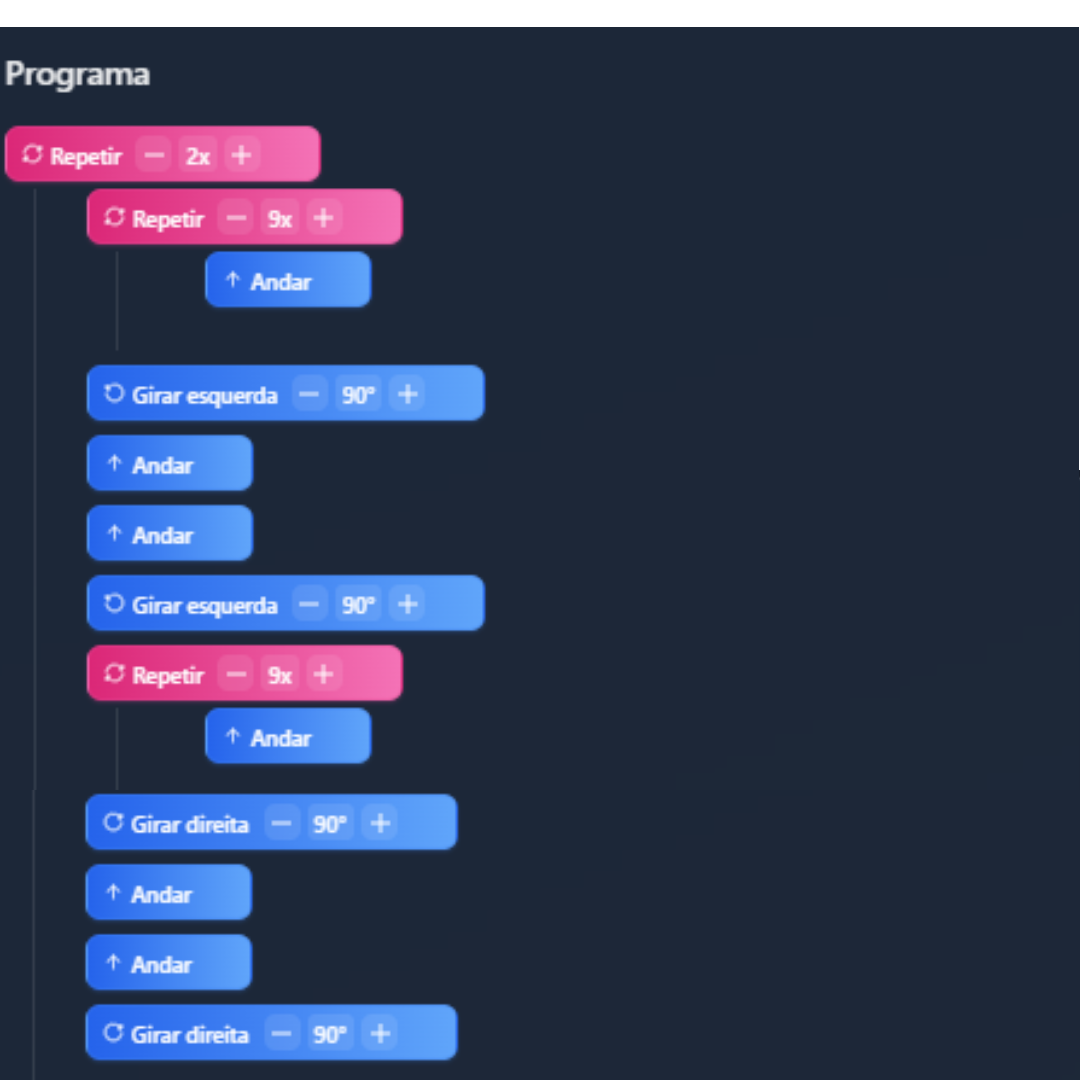 Programa
Repetir − 2x +
Repetir − 9x +
↑ Andar
Girar esquerda − 90° +
↑ Andar
↑ Andar
Girar esquerda − 90° +
Repetir − 9x +
↑ Andar
Girar direita − 90° +
↑ Andar
↑ Andar
Girar direita − 90° +